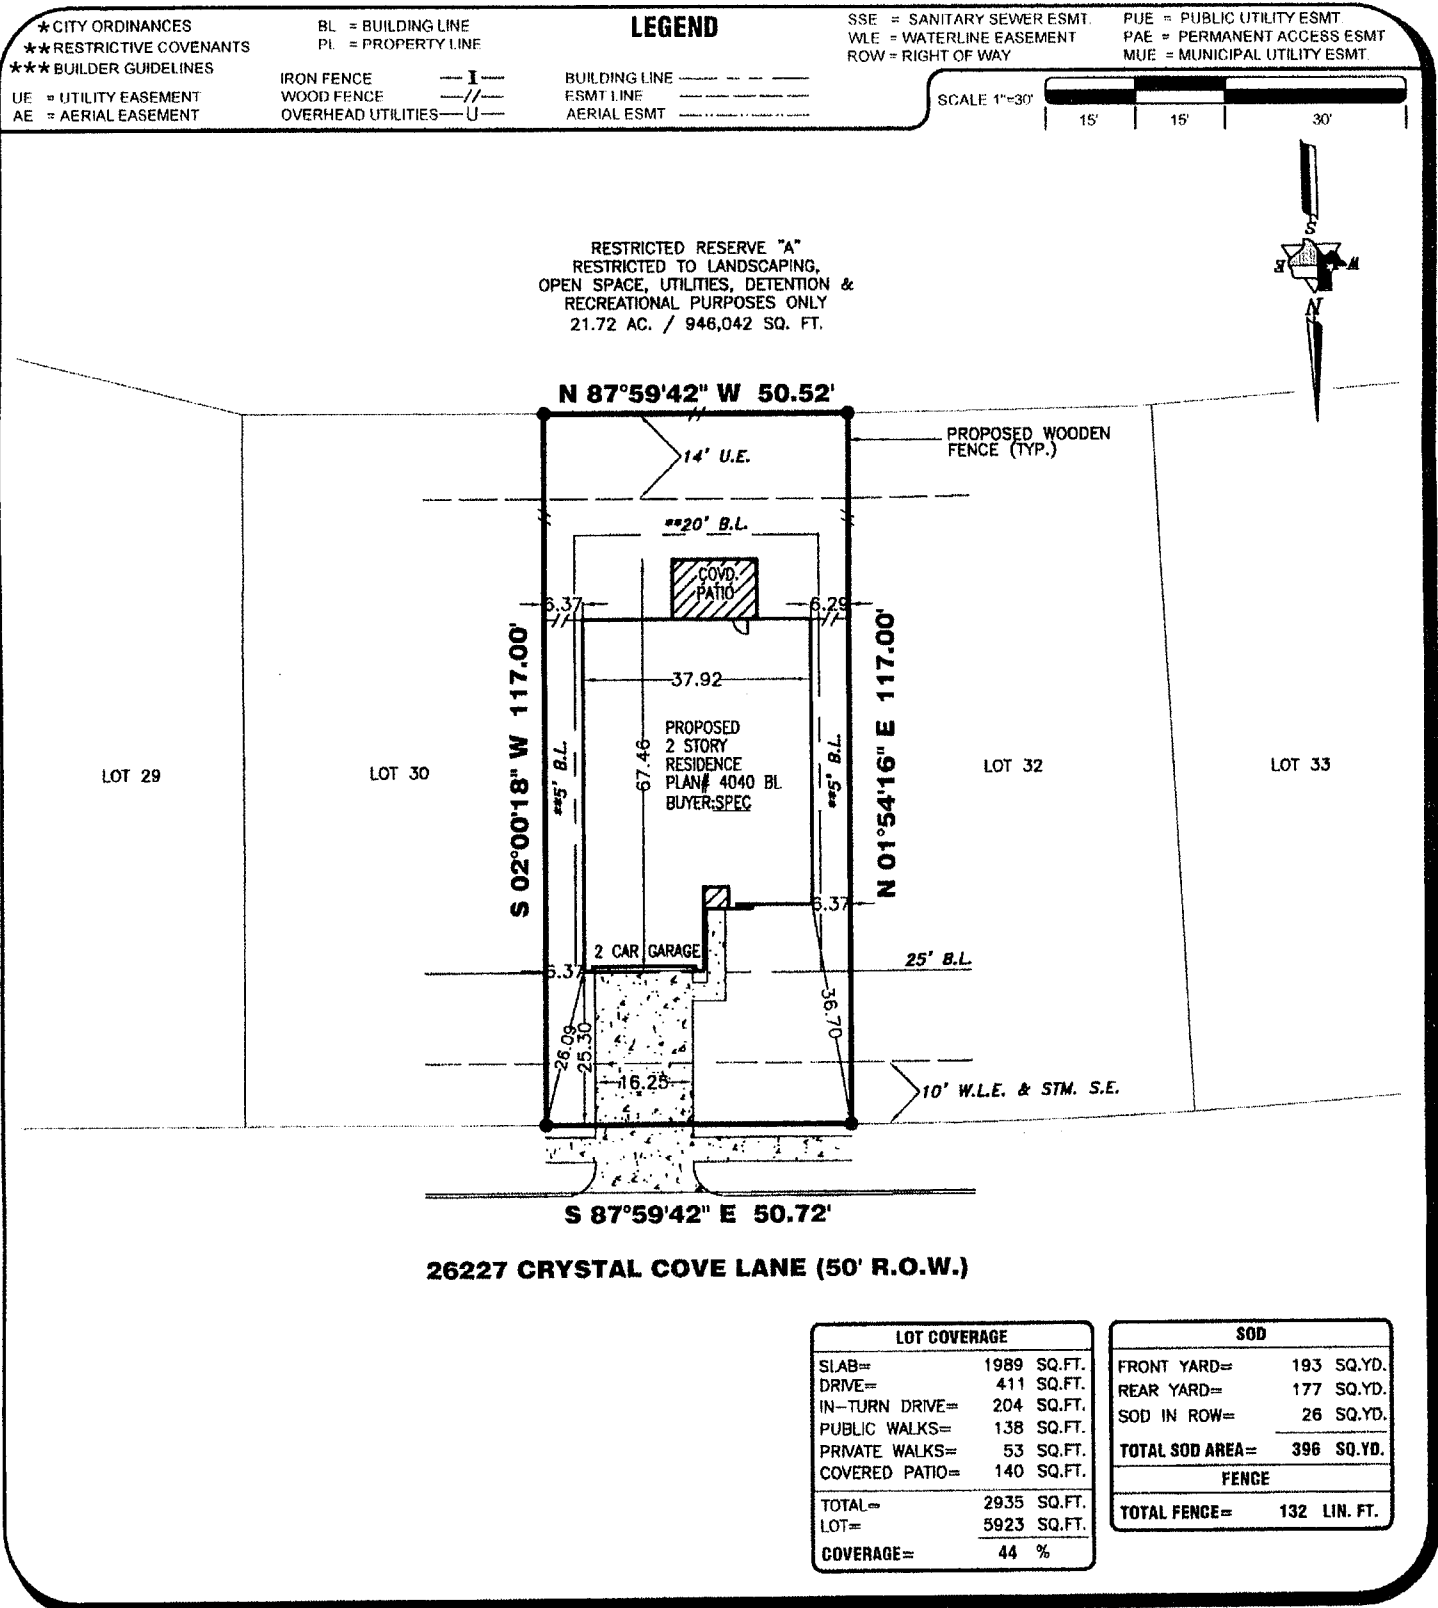 LEGEND
*CITY ORDINANCES
**RESTRICTIVE COVENANTS
***BUILDER GUIDELINES
UE = UTILITY EASEMENT
AE = AERIAL EASEMENT
BL = BUILDING LINE
PL = PROPERTY LINE
IRON FENCE I
WOOD FENCE //
OVERHEAD UTILITIES U
BUILDING LINE
ESMT LINE
AERIAL ESMT
SSE = SANITARY SEWER ESMT.
WLE = WATERLINE EASEMENT
ROW = RIGHT OF WAY
PUE = PUBLIC UTILITY ESMT.
PAE = PERMANENT ACCESS ESMT
MUE = MUNICIPAL UTILITY ESMT.
SCALE 1"=30'
15' 15' 30'
S
E W
N
RESTRICTED RESERVE "A"
RESTRICTED TO LANDSCAPING,
OPEN SPACE, UTILITIES, DETENTION &
RECREATIONAL PURPOSES ONLY
21.72 AC. / 946,042 SQ. FT.
N 87°59'42" W 50.52'
PROPOSED WOODEN
FENCE (TYP.)
14' U.E.
**20' B.L.
COVD.
PATIO
6.37
6.29
S 02°00'18" W 117.00'
N 01°54'16" E 117.00'
37.92
67.46
PROPOSED
2 STORY
RESIDENCE
PLAN# 4040 BL
BUYER:SPEC
**5' B.L.
**5' B.L.
LOT 29
LOT 30
LOT 32
LOT 33
6.37
2 CAR GARAGE
6.37
25' B.L.
26.09
25.30
36.70
16.25
10' W.L.E. & STM. S.E.
S 87°59'42" E 50.72'
26227 CRYSTAL COVE LANE (50' R.O.W.)
LOT COVERAGE
SLAB= 1989 SQ.FT.
DRIVE= 411 SQ.FT.
IN-TURN DRIVE= 204 SQ.FT.
PUBLIC WALKS= 138 SQ.FT.
PRIVATE WALKS= 53 SQ.FT.
COVERED PATIO= 140 SQ.FT.
TOTAL= 2935 SQ.FT.
LOT= 5923 SQ.FT.
COVERAGE= 44 %
SOD
FRONT YARD= 193 SQ.YD.
REAR YARD= 177 SQ.YD.
SOD IN ROW= 26 SQ.YD.
TOTAL SOD AREA= 396 SQ.YD.
FENCE
TOTAL FENCE= 132 LIN. FT.